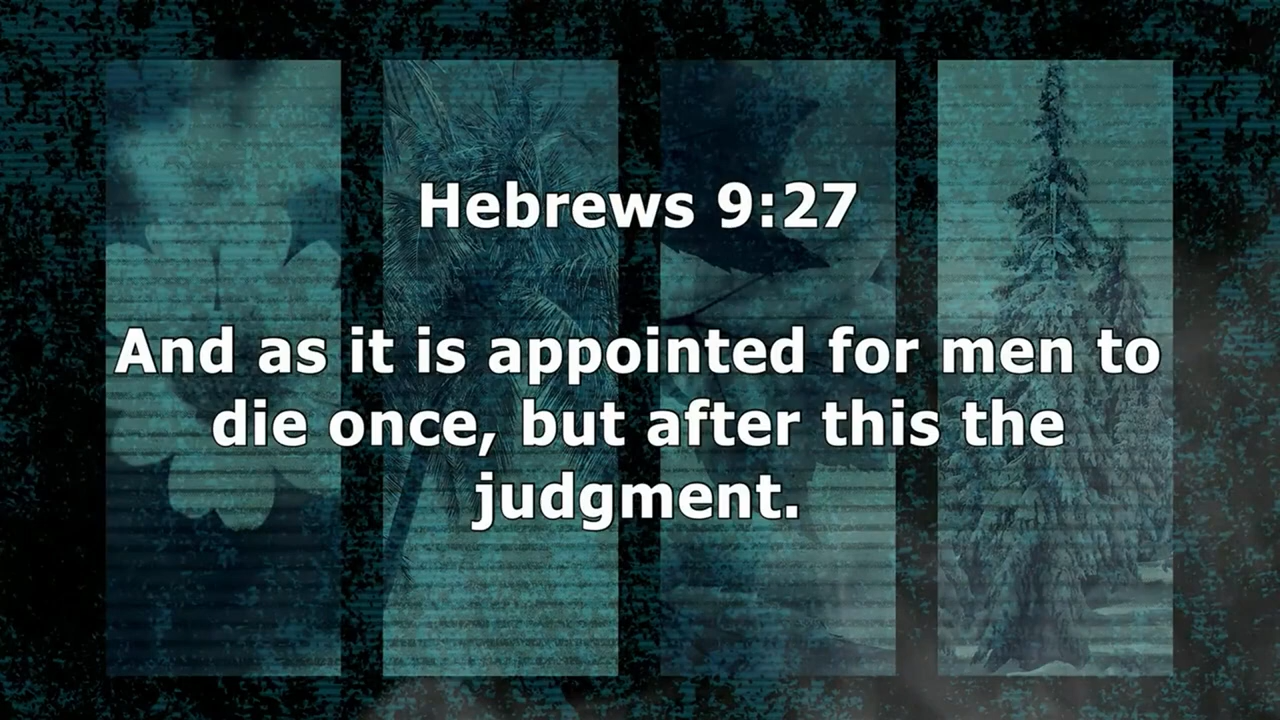 Hebrews 9:27
And as it is appointed for men to
die once, but after this the
judgment.